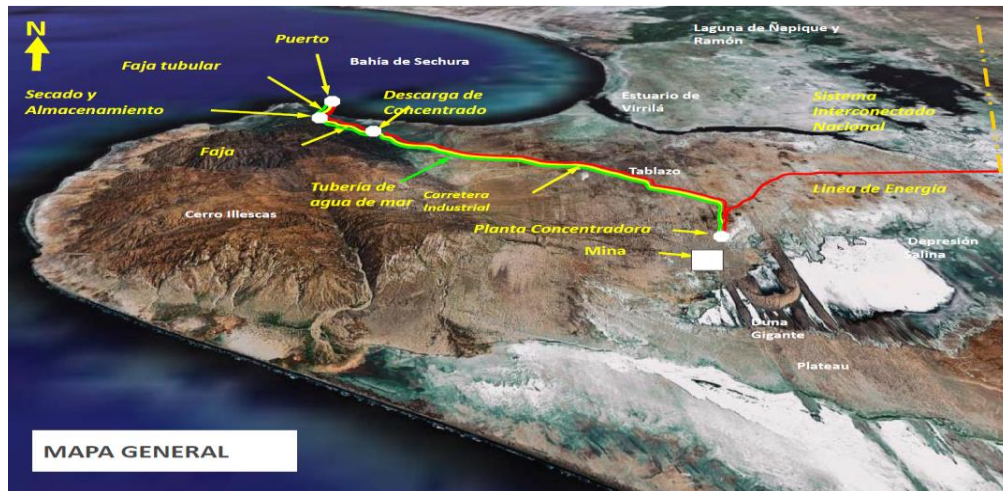 N
Puerto
Laguna de Ñapique y
Ramón
Faja tubular
Bahía de Sechura
Secado y
Almacenamiento
Descarga de
Concentrado
Estuario de
Virrilá
Sistema
Interconectado
Nacional
Faja
Tubería de
agua de mar
Carretera
Industrial
Tablazo
Linea de Energía
Cerro Illescas
Planta Concentradora
Mina
Depresión
Salina
Duna
Gigante
Plateau
MAPA GENERAL